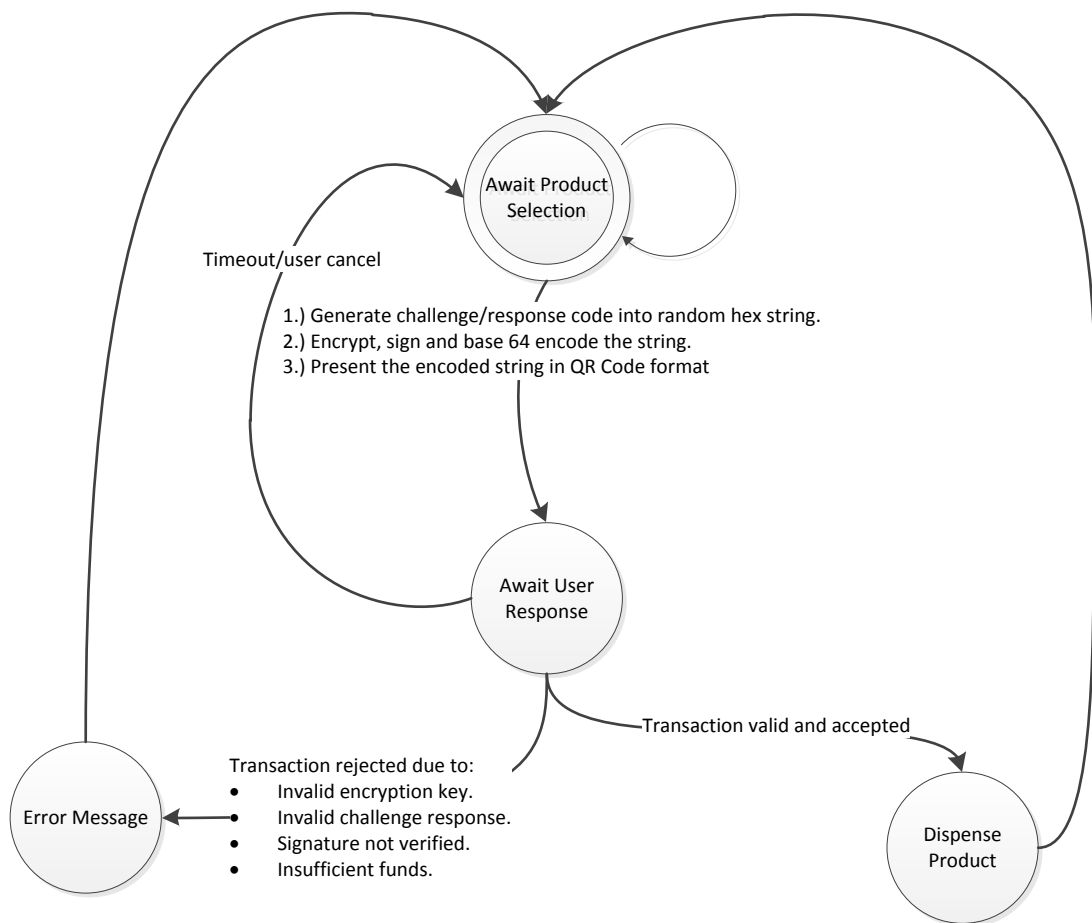 Await Product
Selection
Timeout/user cancel
1.) Generate challenge/response code into random hex string.
2.) Encrypt, sign and base 64 encode the string.
3.) Present the encoded string in QR Code format
Await User
Response
Transaction valid and accepted
Transaction rejected due to:
• Invalid encryption key.
• Invalid challenge response.
• Signature not verified.
• Insufficient funds.
Error Message
Dispense
Product